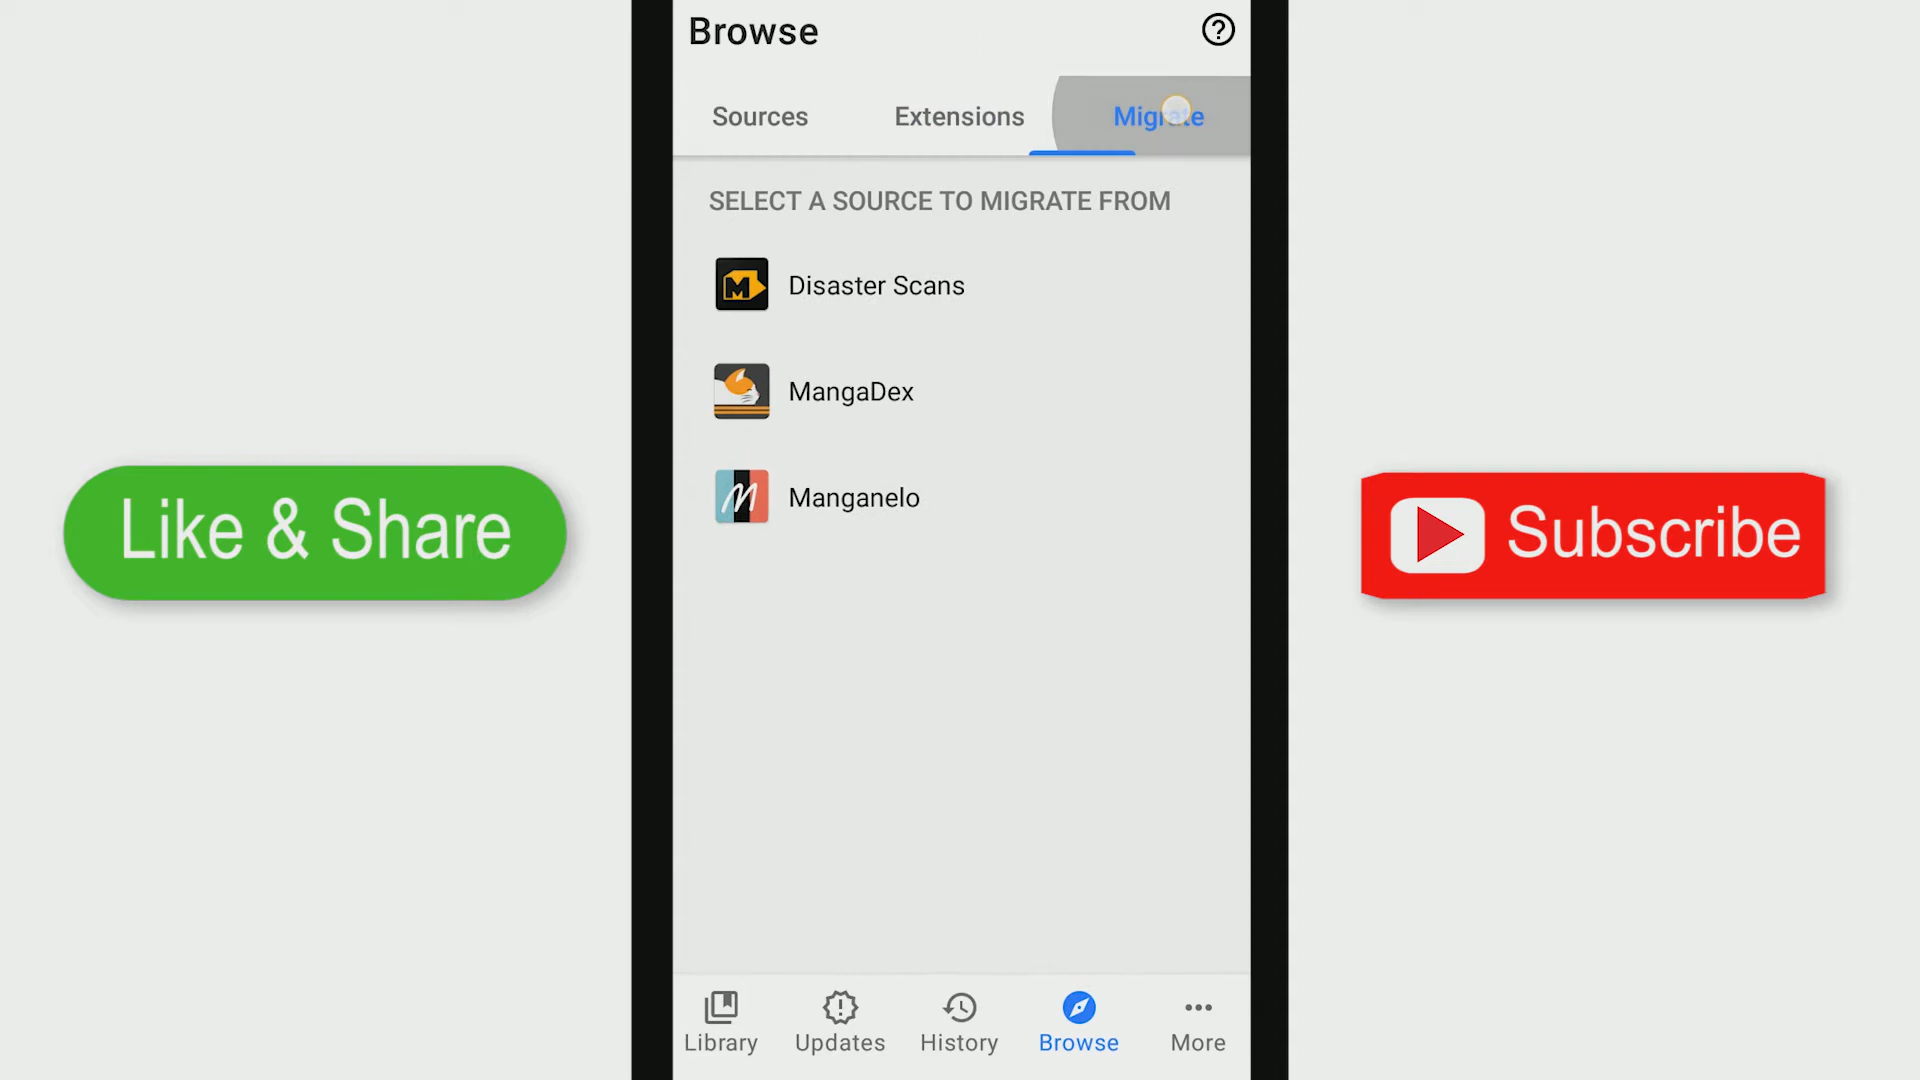 Browse
Sources
Extensions
Migrate
SELECT A SOURCE TO MIGRATE FROM
Disaster Scans
MangaDex
Manganelo
Like & Share
Subscribe
Library
Updates
History
Browse
More